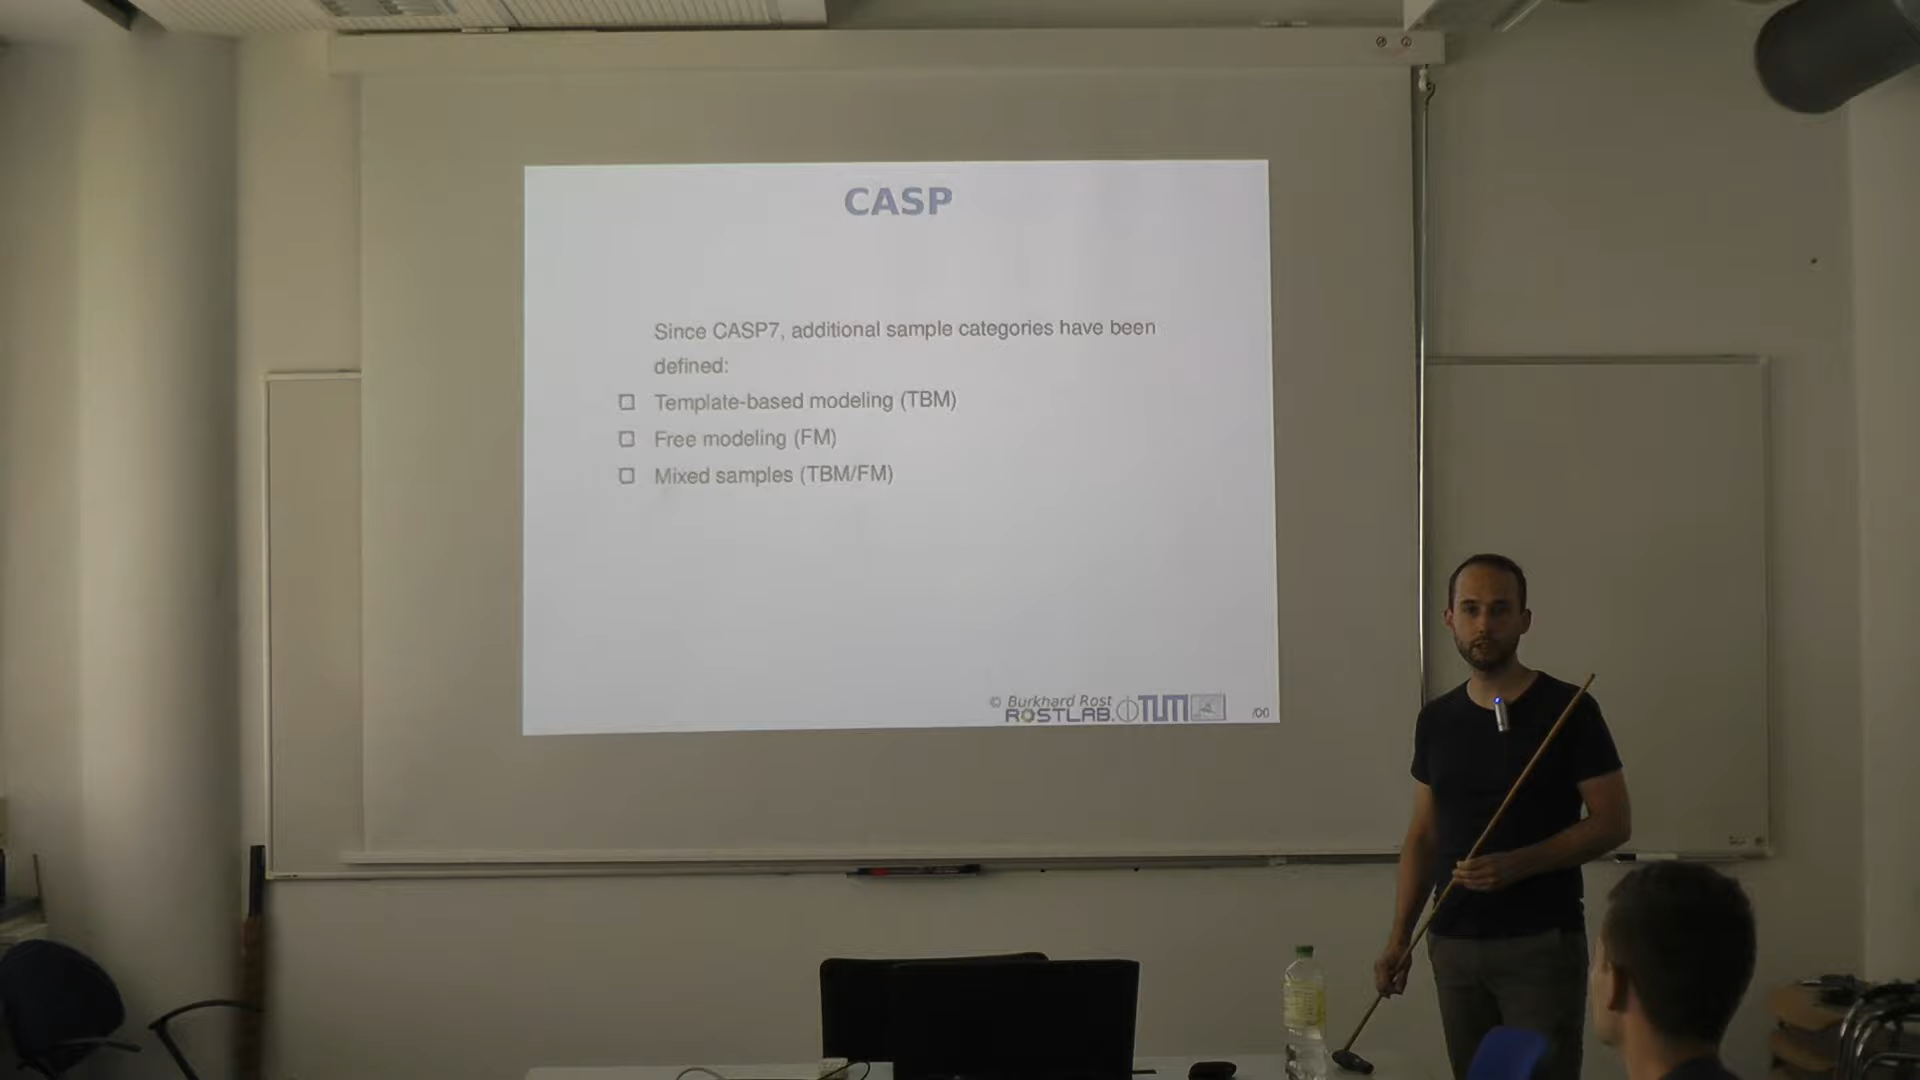 CASP
Since CASP7, additional sample categories have been
defined:
Template-based modeling (TBM)
Free modeling (FM)
Mixed samples (TBM/FM)
© Burkhard Rost
ROSTLAB. TUM
/00